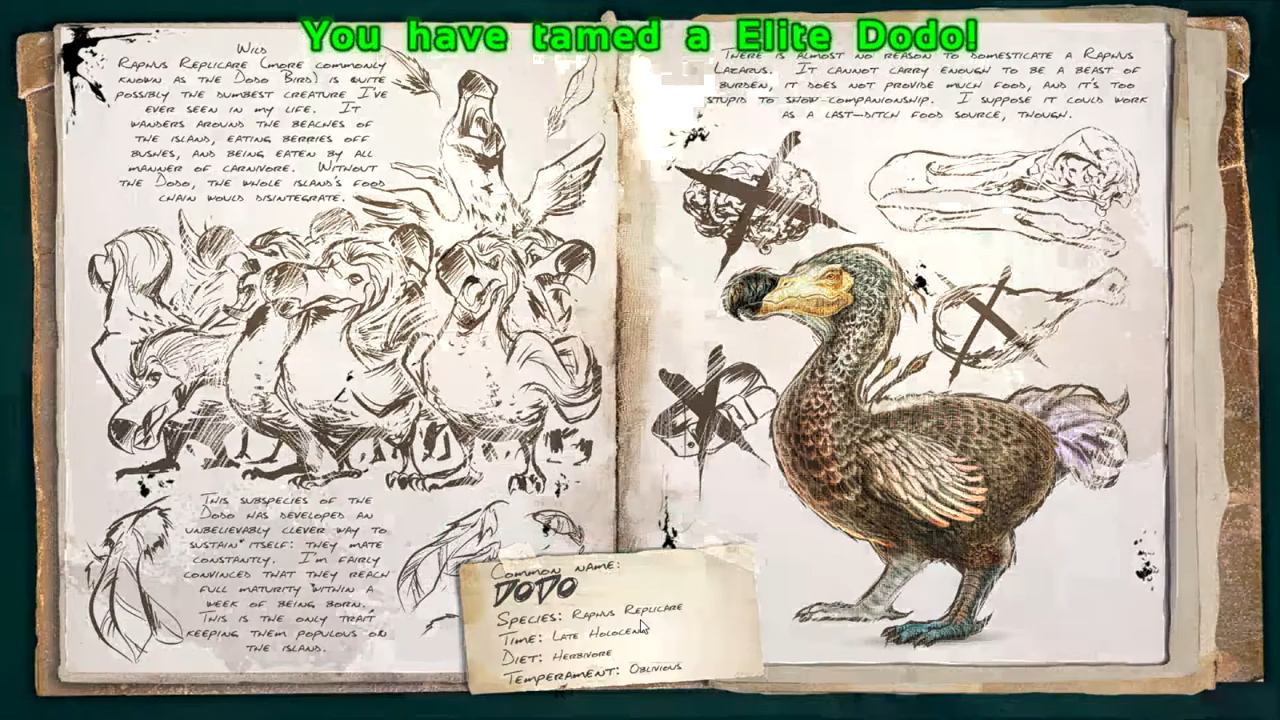 You have tamed a Elite Dodo!
Wild
Raphus Replicare (more commonly
known as the Dodo Bird) is quite
possibly the dumbest creature I've
ever seen in my life. It
wanders around the beaches of
the island, eating berries off
bushes, and being eaten by all
manner of carnivore. Without
the Dodo, the whole island's food
chain would disintegrate.
This subspecies of the
Dodo has developed an
unbelievably clever way to
sustain itself: they mate
constantly. I'm fairly
convinced that they reach
full maturity within a
week of being born.
This is the only trait
keeping them populous on
the island.
Common name:
DODO
Species: Raphus Replicare
Time: Late Holocene
Diet: Herbivore
Temperament: Oblivious
There is almost no reason to domesticate a Raphus
Lazarus. It cannot carry enough to be a beast of
burden, it does not provide much food, and it's too
stupid to show companionship. I suppose it could work
as a last-ditch food source, though.